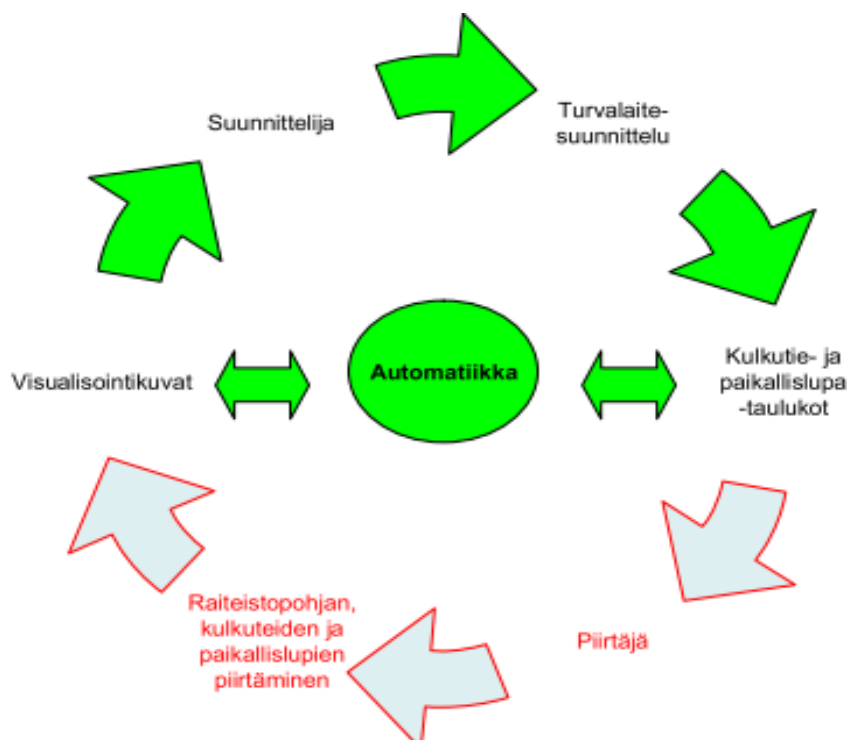 Suunnittelija
Turvalaite-
suunnittelu
Visualisointikuvat
Automatiikka
Kulkutie- ja
paikallislupa
-taulukot
Raiteistopohjan,
kulkuteiden ja
paikallislupien
piirtäminen
Piirtäjä